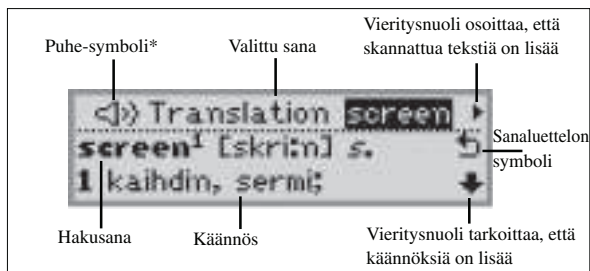 Puhe-symboli*
Valittu sana
Vieritysnuoli osoittaa, että
skannattua tekstiä on lisää
Translation screen
screen¹ [skri:n] s.
1 kaihdin, sermi;
Sanaluettelon
symboli
Hakusana
Käännös
Vieritysnuoli tarkoittaa, että
käännöksiä on lisää